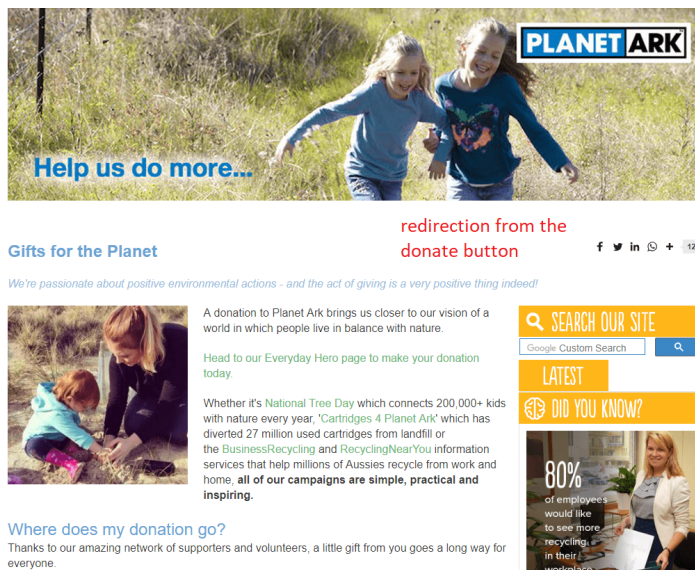 PLANET ARK
Help us do more...
redirection from the
donate button
Gifts for the Planet
12
We're passionate about positive environmental actions - and the act of giving is a very positive thing indeed!
A donation to Planet Ark brings us closer to our vision of a
world in which people live in balance with nature.
Head to our Everyday Hero page to make your donation
today.
Whether it's National Tree Day which connects 200,000+ kids
with nature every year, 'Cartridges 4 Planet Ark' which has
diverted 27 million used cartridges from landfill or
the BusinessRecycling and RecyclingNearYou information
services that help millions of Aussies recycle from work and
home, all of our campaigns are simple, practical and
inspiring.
SEARCH OUR SITE
Google Custom Search
LATEST
DID YOU KNOW?
80%
of employees
would like
to see more
recycling
in their
workplace
Where does my donation go?
Thanks to our amazing network of supporters and volunteers, a little gift from you goes a long way for
everyone.